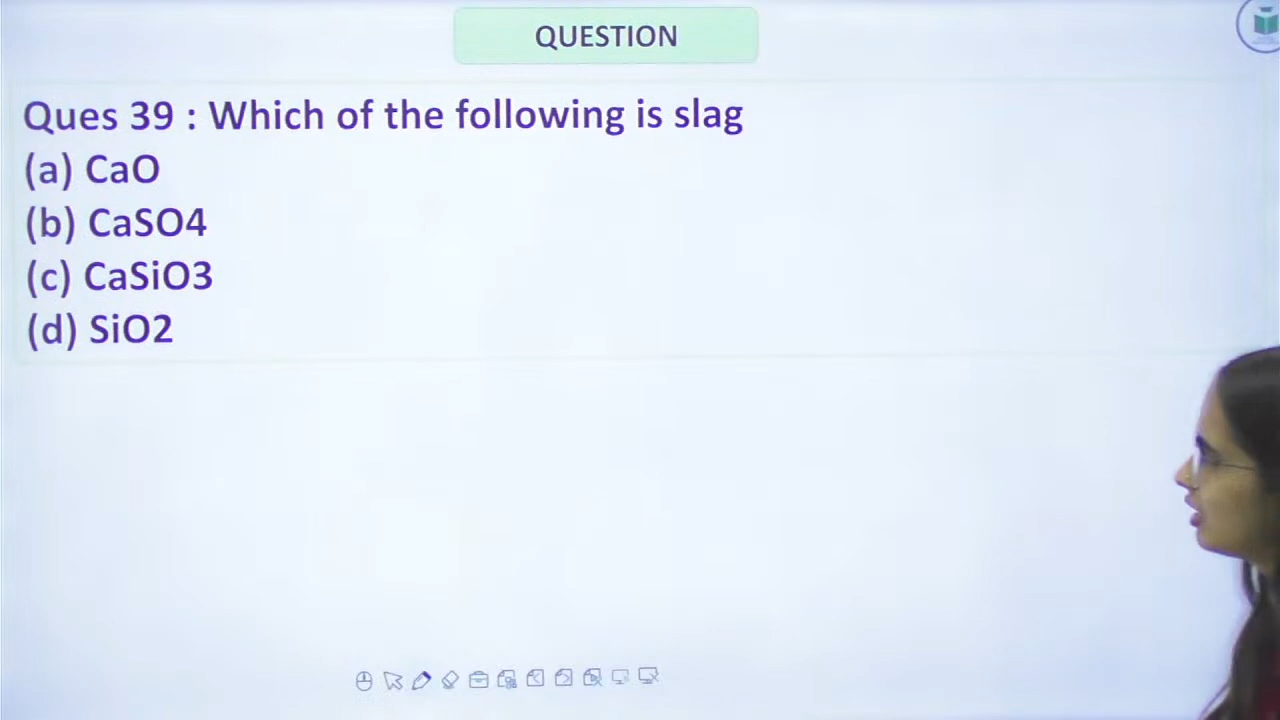 QUESTION
Ques 39 : Which of the following is slag
(a) CaO
(b) CaSO4
(c) CaSiO3
(d) SiO2